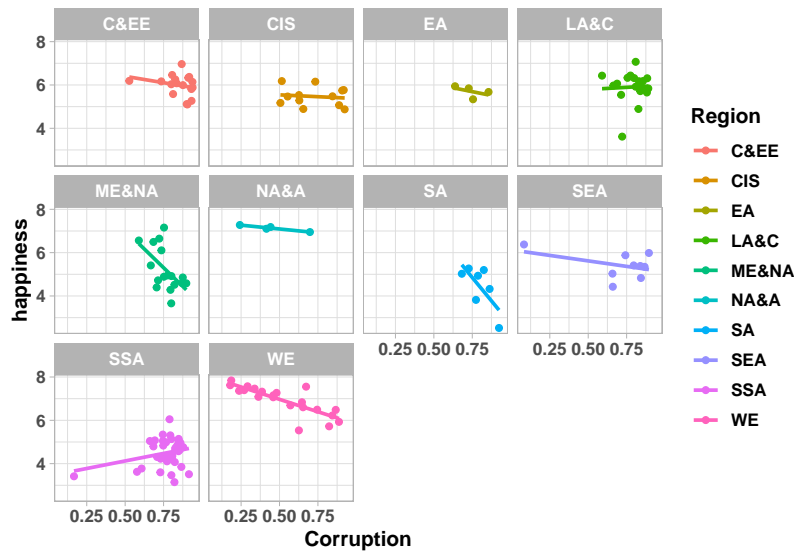 C&EE CIS EA LA&C
8
6
4
ME&NA NA&A SA SEA
8
6
4
0.25 0.50 0.75 0.25 0.50 0.75
SSA WE
8
6
4
0.25 0.50 0.75 0.25 0.50 0.75
Corruption
happiness
Region
C&EE
CIS
EA
LA&C
ME&NA
NA&A
SA
SEA
SSA
WE